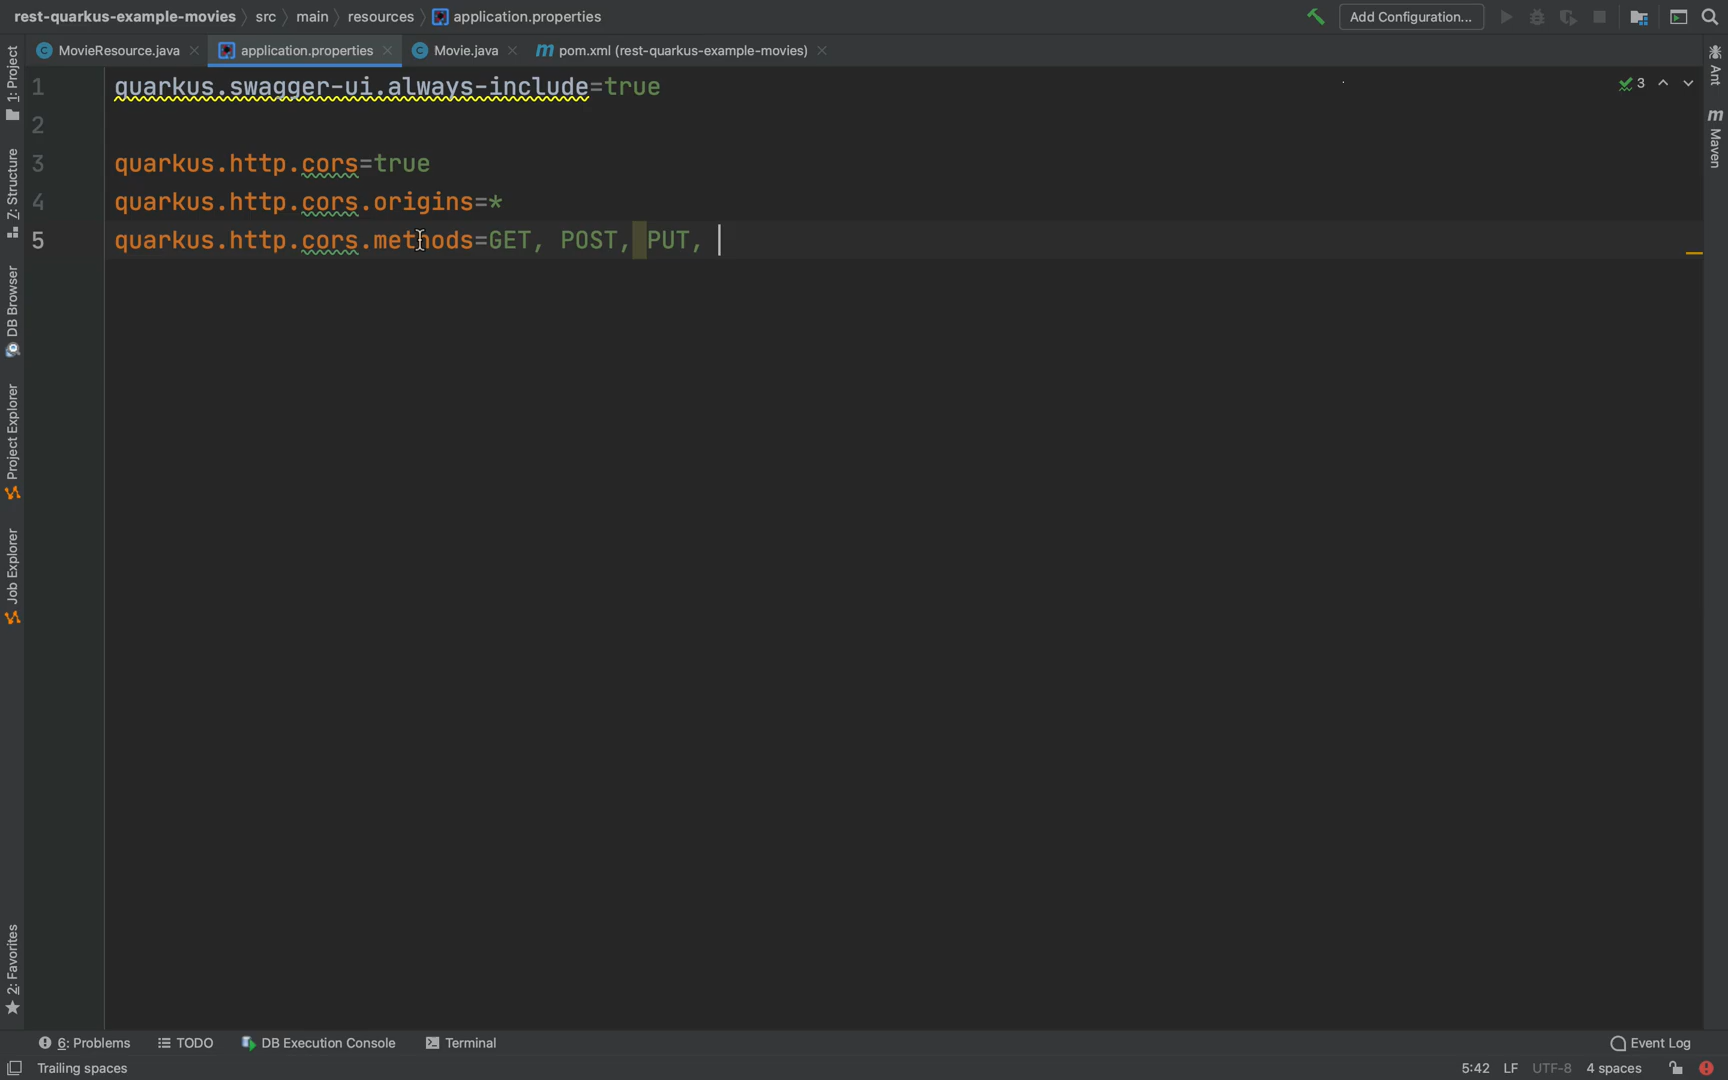 rest-quarkus-example-movies 〉 src 〉 main 〉 resources 〉 application.properties
Add Configuration...
MovieResource.java
application.properties
Movie.java
m pom.xml (rest-quarkus-example-movies)
1: Project
Z: Structure
DB Browser
Project Explorer
Job Explorer
2: Favorites
Ant
m Maven
3
1 quarkus.swagger-ui.always-include=true
2
3 quarkus.http.cors=true
4 quarkus.http.cors.origins=*
5 quarkus.http.cors.methods=GET, POST, PUT,
6: Problems
TODO
DB Execution Console
Terminal
Event Log
Trailing spaces
5:42 LF UTF-8 4 spaces